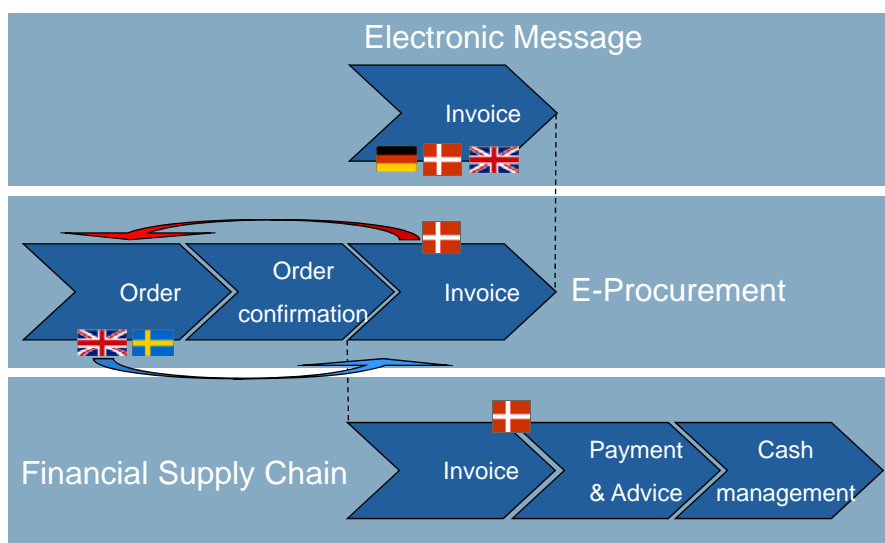 Electronic Message
Invoice
Order
Order
confirmation
Invoice
E-Procurement
Financial Supply Chain
Invoice
Payment
& Advice
Cash
management